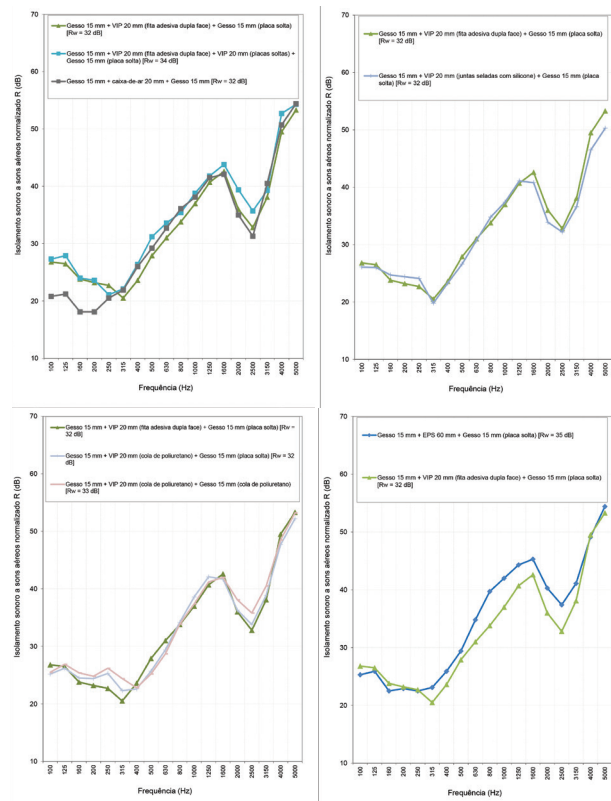 Gesso 15 mm + VIP 20 mm (fita adesiva dupla face) + Gesso 15 mm (placa solta)
[Rw = 32 dB]
Gesso 15 mm + VIP 20 mm (fita adesiva dupla face) + VIP 20 mm (placas soltas) +
Gesso 15 mm (placa solta) [Rw = 34 dB]
Gesso 15 mm + caixa-de-ar 20 mm + Gesso 15 mm [Rw = 32 dB]
Isolamento sonoro a sons aéreos normalizado R (dB)
70
60
50
40
30
20
10
100 125 160 200 250 315 400 500 630 800 1000 1250 1600 2000 2500 3150 4000 5000
Frequência (Hz)
Gesso 15 mm + VIP 20 mm (fita adesiva dupla face) + Gesso 15 mm (placa solta)
[Rw = 32 dB]
Gesso 15 mm + VIP 20 mm (juntas seladas com silicone) + Gesso 15 mm (placa
solta) [Rw = 32 dB]
Isolamento sonoro a sons aéreos normalizado R (dB)
70
60
50
40
30
20
10
100 125 160 200 250 315 400 500 630 800 1000 1250 1600 2000 2500 3150 4000 5000
Frequência (Hz)
Gesso 15 mm + VIP 20 mm (fita adesiva dupla face) + Gesso 15 mm (placa solta) [Rw =
32 dB]
Gesso 15 mm + VIP 20 mm (cola de poliuretano) + Gesso 15 mm (placa solta) [Rw = 32
dB]
Gesso 15 mm + VIP 20 mm (cola de poliuretano) + Gesso 15 mm (cola de poliuretano)
[Rw = 33 dB]
Isolamento sonoro a sons aéreos normalizado R (dB)
70
60
50
40
30
20
10
100 125 160 200 250 315 400 500 630 800 1000 1250 1600 2000 2500 3150 4000 5000
Frequência (Hz)
Gesso 15 mm + EPS 60 mm + Gesso 15 mm (placa solta) [Rw = 35 dB]
Gesso 15 mm + VIP 20 mm (fita adesiva dupla face) + Gesso 15 mm (placa solta)
[Rw = 32 dB]
Isolamento sonoro a sons aéreos normalizado R (dB)
70
60
50
40
30
20
10
100 125 160 200 250 315 400 500 630 800 1000 1250 1600 2000 2500 3150 4000 5000
Frequência (Hz)